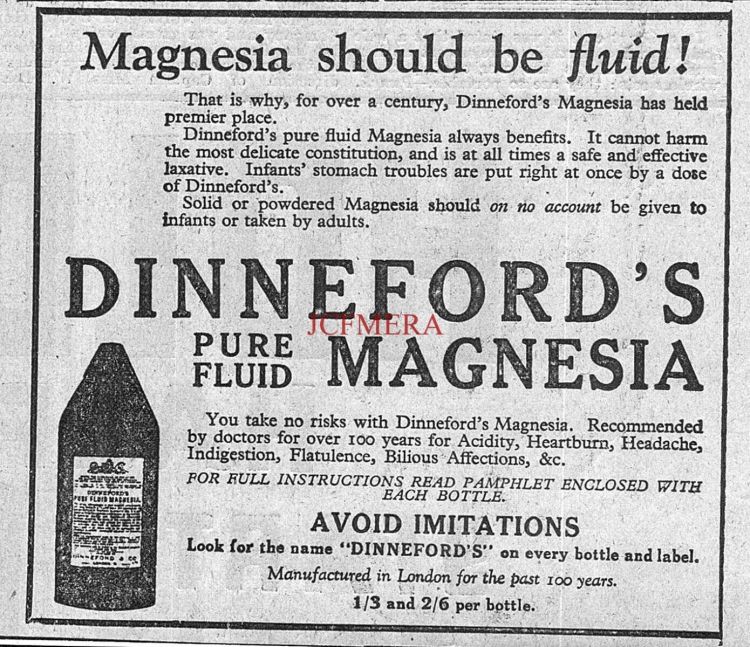 Magnesia should be fluid!
That is why, for over a century, Dinneford's Magnesia has held
premier place.
Dinneford's pure fluid Magnesia always benefits. It cannot harm
the most delicate constitution, and is at all times a safe and effective
laxative. Infants' stomach troubles are put right at once by a dose
of Dinneford's.
Solid or powdered Magnesia should on no account be given to
infants or taken by adults.
DINNEFORD'S
JCFMERA
PURE
FLUID
MAGNESIA
DINNEFORD'S
PURE FLUID MAGNESIA
You take no risks with Dinneford's Magnesia. Recommended
by doctors for over 100 years for Acidity, Heartburn, Headache,
Indigestion, Flatulence, Bilious Affections, &c.
FOR FULL INSTRUCTIONS READ PAMPHLET ENCLOSED WITH
EACH BOTTLE.
AVOID IMITATIONS
Look for the name "DINNEFORD'S" on every bottle and label.
Manufactured in London for the past 100 years.
1/3 and 2/6 per bottle.